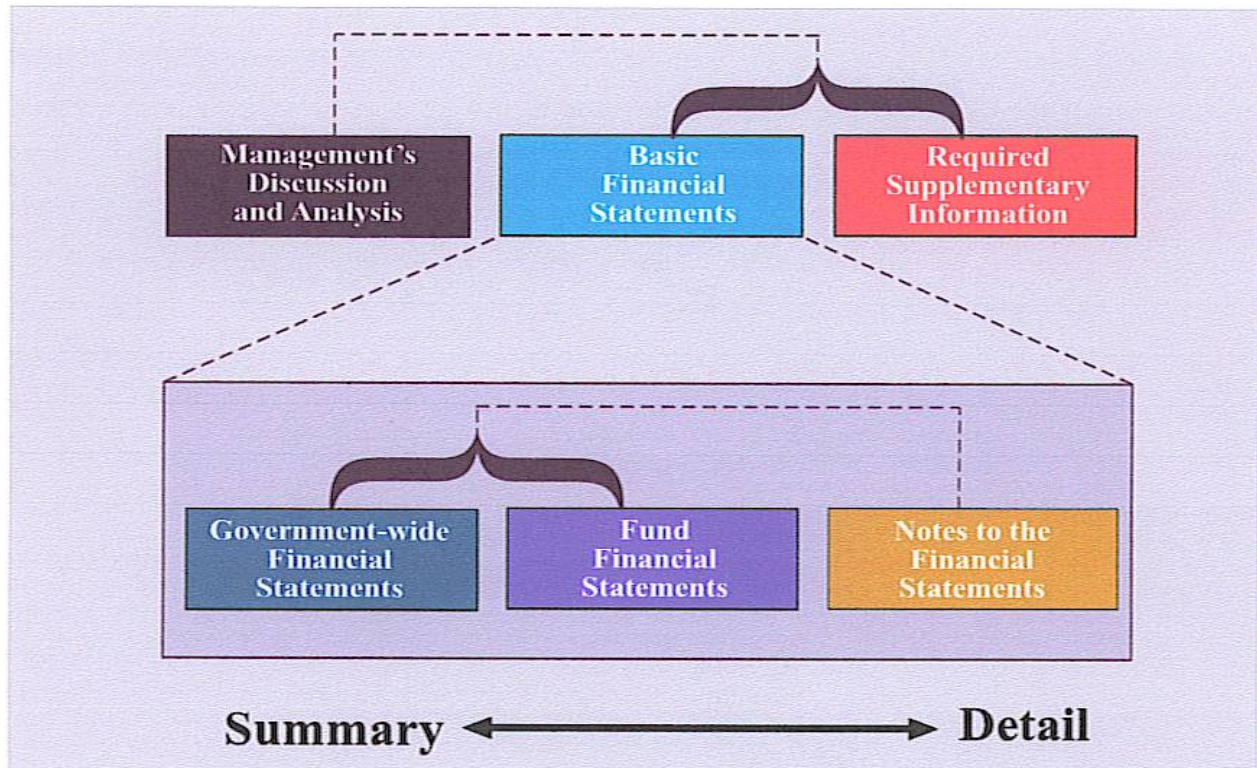 Management's
Discussion
and Analysis
Basic
Financial
Statements
Required
Supplementary
Information
Government-wide
Financial
Statements
Fund
Financial
Statements
Notes to the
Financial
Statements
Summary
Detail